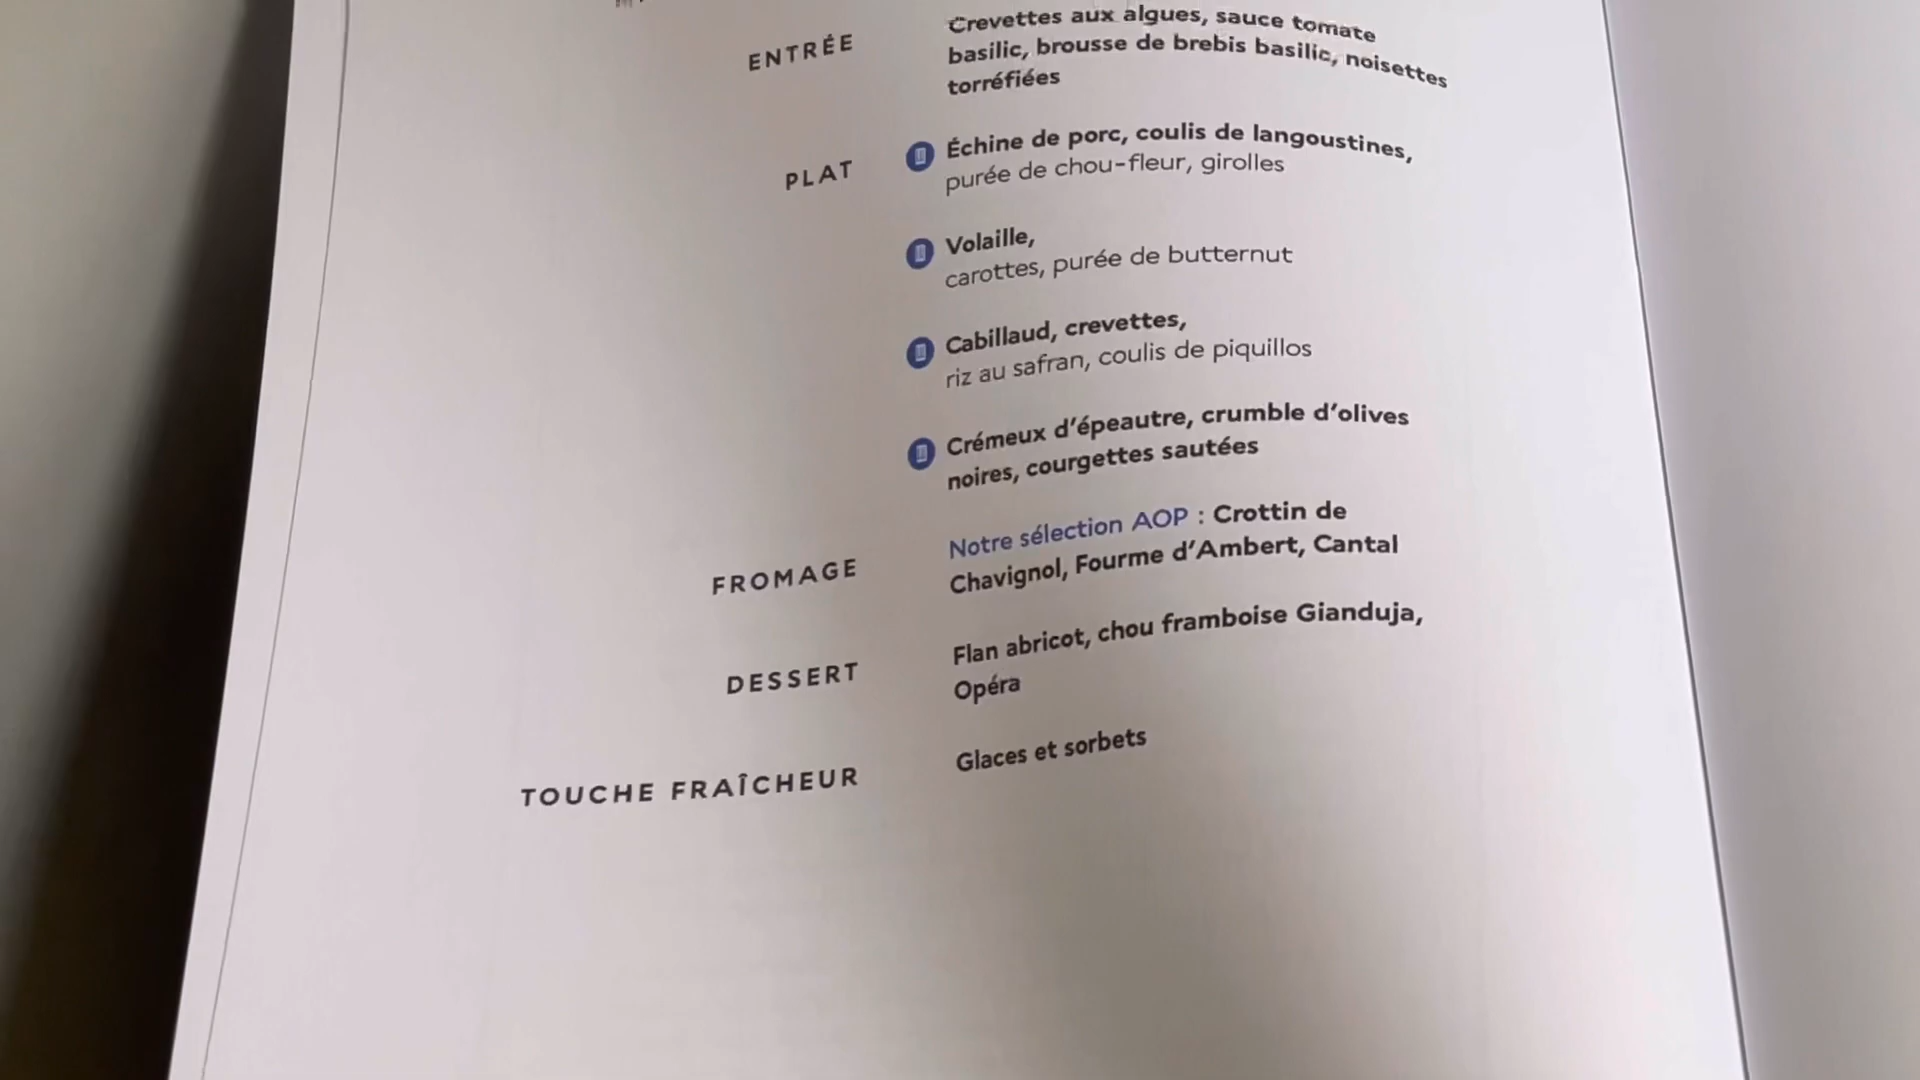 ENTRÉE
Crevettes aux algues, sauce tomate
basilic, brousse de brebis basilic, noisettes
torréfiées
PLAT
Échine de porc, coulis de langoustines,
purée de chou-fleur, girolles
Volaille,
carottes, purée de butternut
Cabillaud, crevettes,
riz au safran, coulis de piquillos
Crémeux d'épeautre, crumble d'olives
noires, courgettes sautées
FROMAGE
Notre sélection AOP : Crottin de
Chavignol, Fourme d'Ambert, Cantal
DESSERT
Flan abricot, chou framboise Gianduja,
Opéra
TOUCHE FRAÎCHEUR
Glaces et sorbets